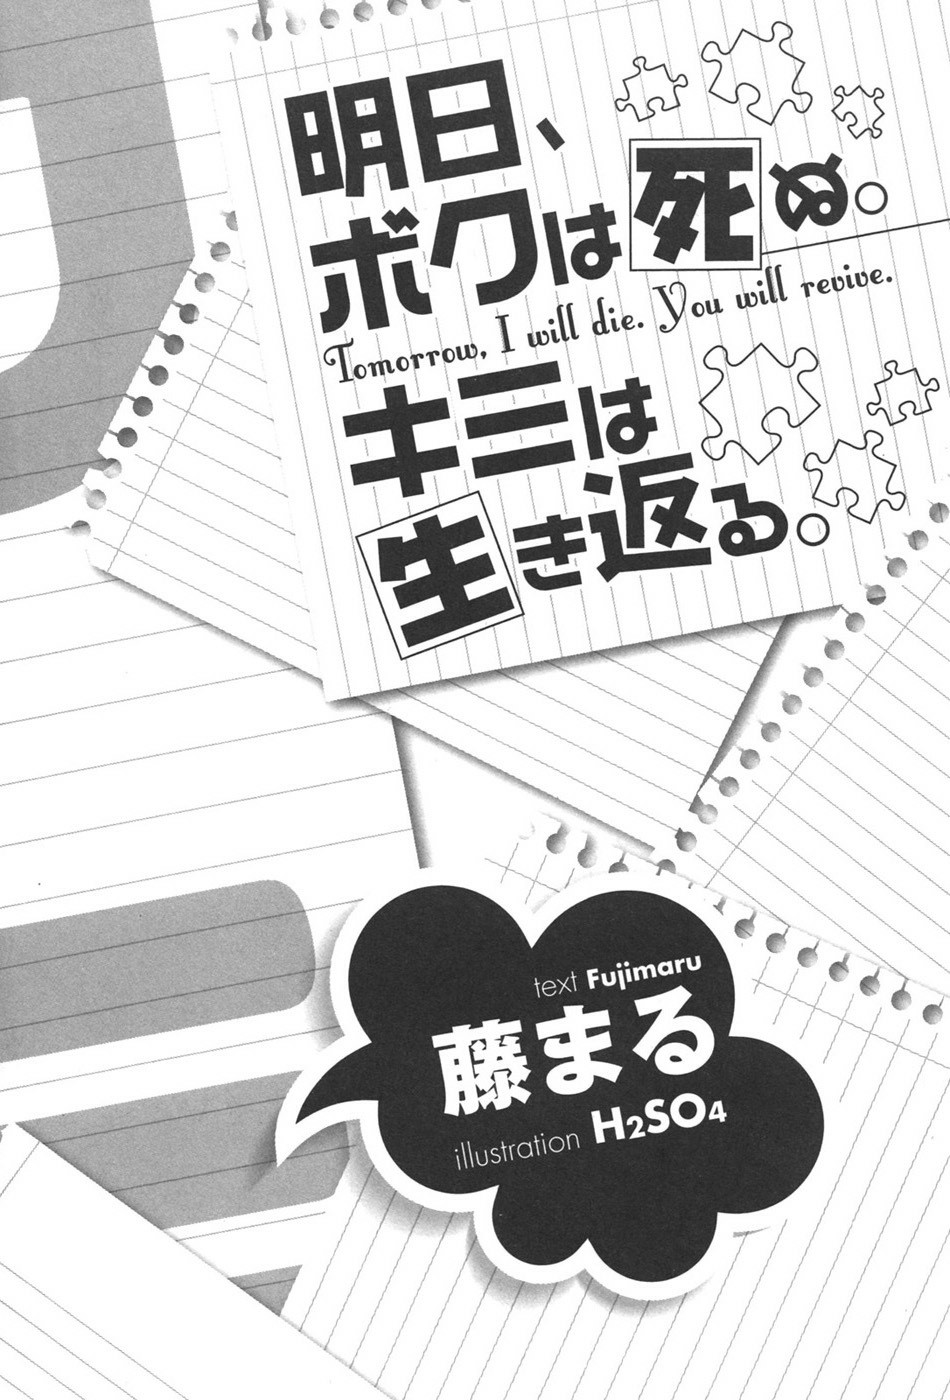 明日、
ボクは死ぬ。
Tomorrow, I will die. You will revive.
キミは
生き返る。
text Fujimaru
藤まる
illustration H₂SO₄